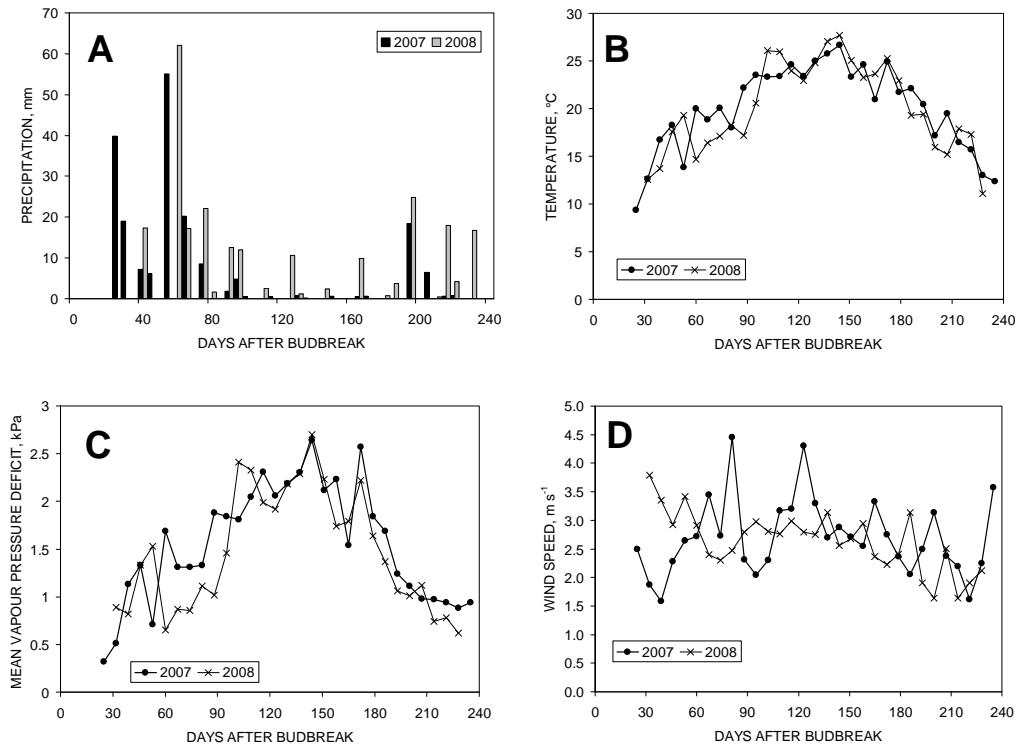 A
2007 2008
PRECIPITATION, mm
70
60
50
40
30
20
10
0
0 40 80 120 160 200 240
DAYS AFTER BUDBREAK
B
TEMPERATURE, °C
30
25
20
15
10
5
0
2007 2008
0 30 60 90 120 150 180 210 240
DAYS AFTER BUDBREAK
C
MEAN VAPOUR PRESSURE DEFICIT, kPa
3
2.5
2
1.5
1
0.5
0
2007 2008
0 30 60 90 120 150 180 210 240
DAYS AFTER BUDBREAK
D
WIND SPEED, m s-1
5.0
4.5
4.0
3.5
3.0
2.5
2.0
1.5
1.0
0.5
0.0
2007 2008
0 30 60 90 120 150 180 210 240
DAYS AFTER BUDBREAK